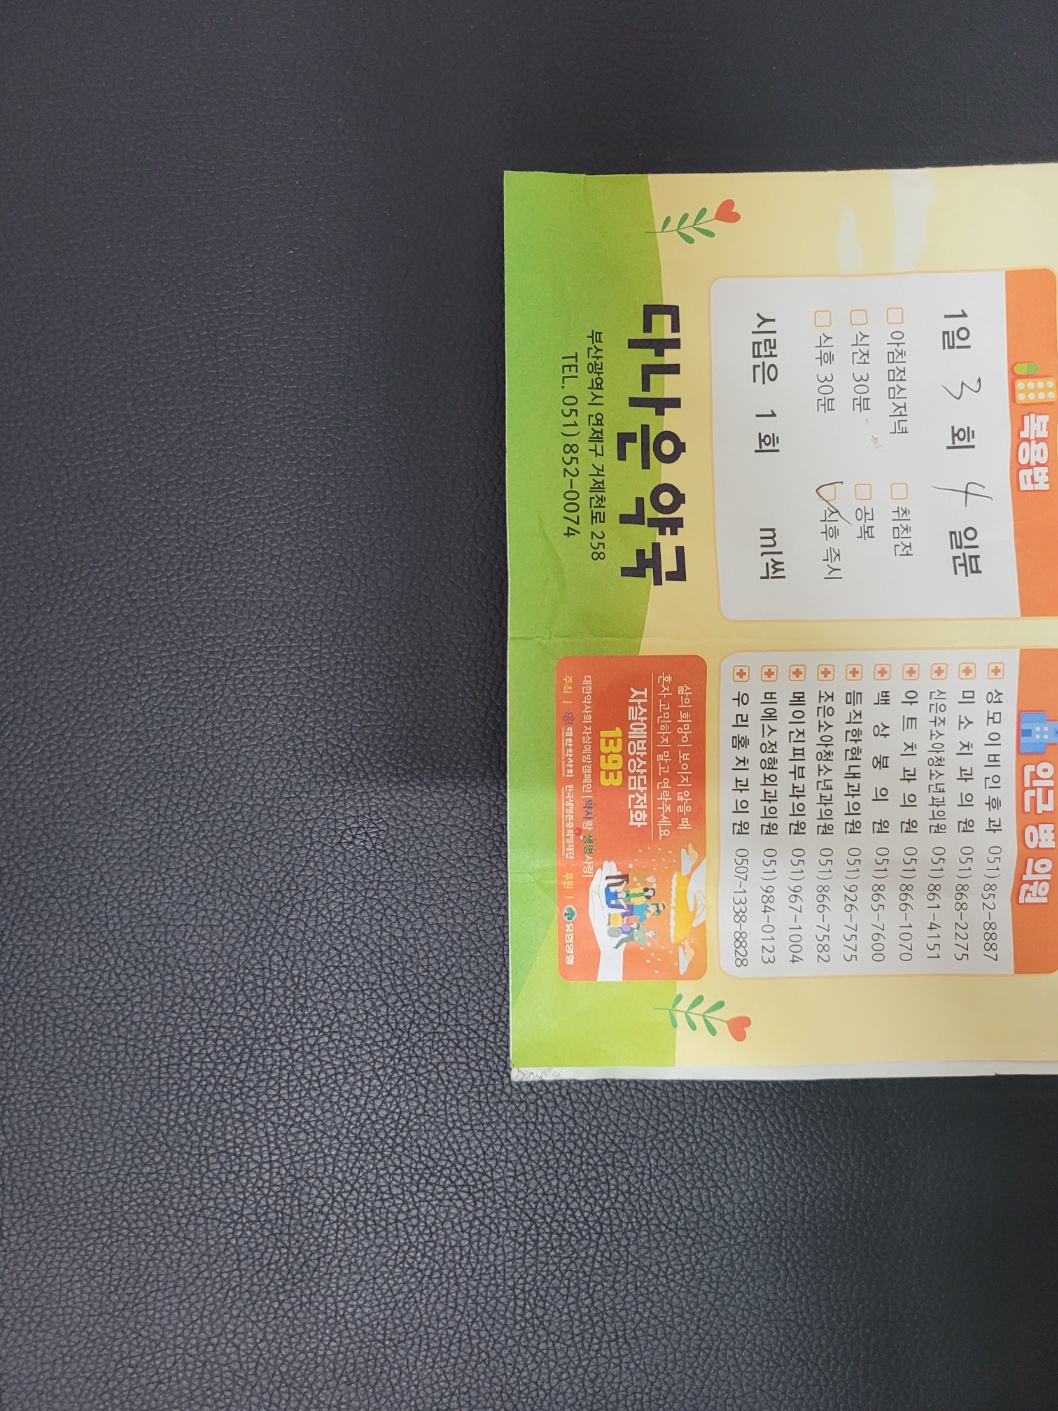 복용법
1일 3 회 4 일분
아침점심저녁 취침전
식전 30분 공복
식후 30분 식후 즉시
시럽은 1 회 ml씩
다나은약국
부산광역시 연제구 거제천로 258
TEL. 051) 852-0074
인근 병 의원
성모이비인후과 051) 852-8887
미소치과의원 051) 868-2275
신은주소아청소년과의원 051) 861-4151
아트치과의원 051) 866-1070
백상봉의원 051) 865-7600
듬직한현내과의원 051) 926-7575
조은소아청소년과의원 051) 866-7582
메이진피부과의원 051) 967-1004
비에스정형외과의원 051) 984-0123
우리홈치과의원 0507-1338-8828
삶의 희망이 보이지 않을 때
혼자 고민하지 말고 연락주세요.
자살예방상담전화
1393
대한약사회 자살예방캠페인 [약사랑 생명사랑]
주최 | 대한약사회 한국생명운동희망재단 후원 |